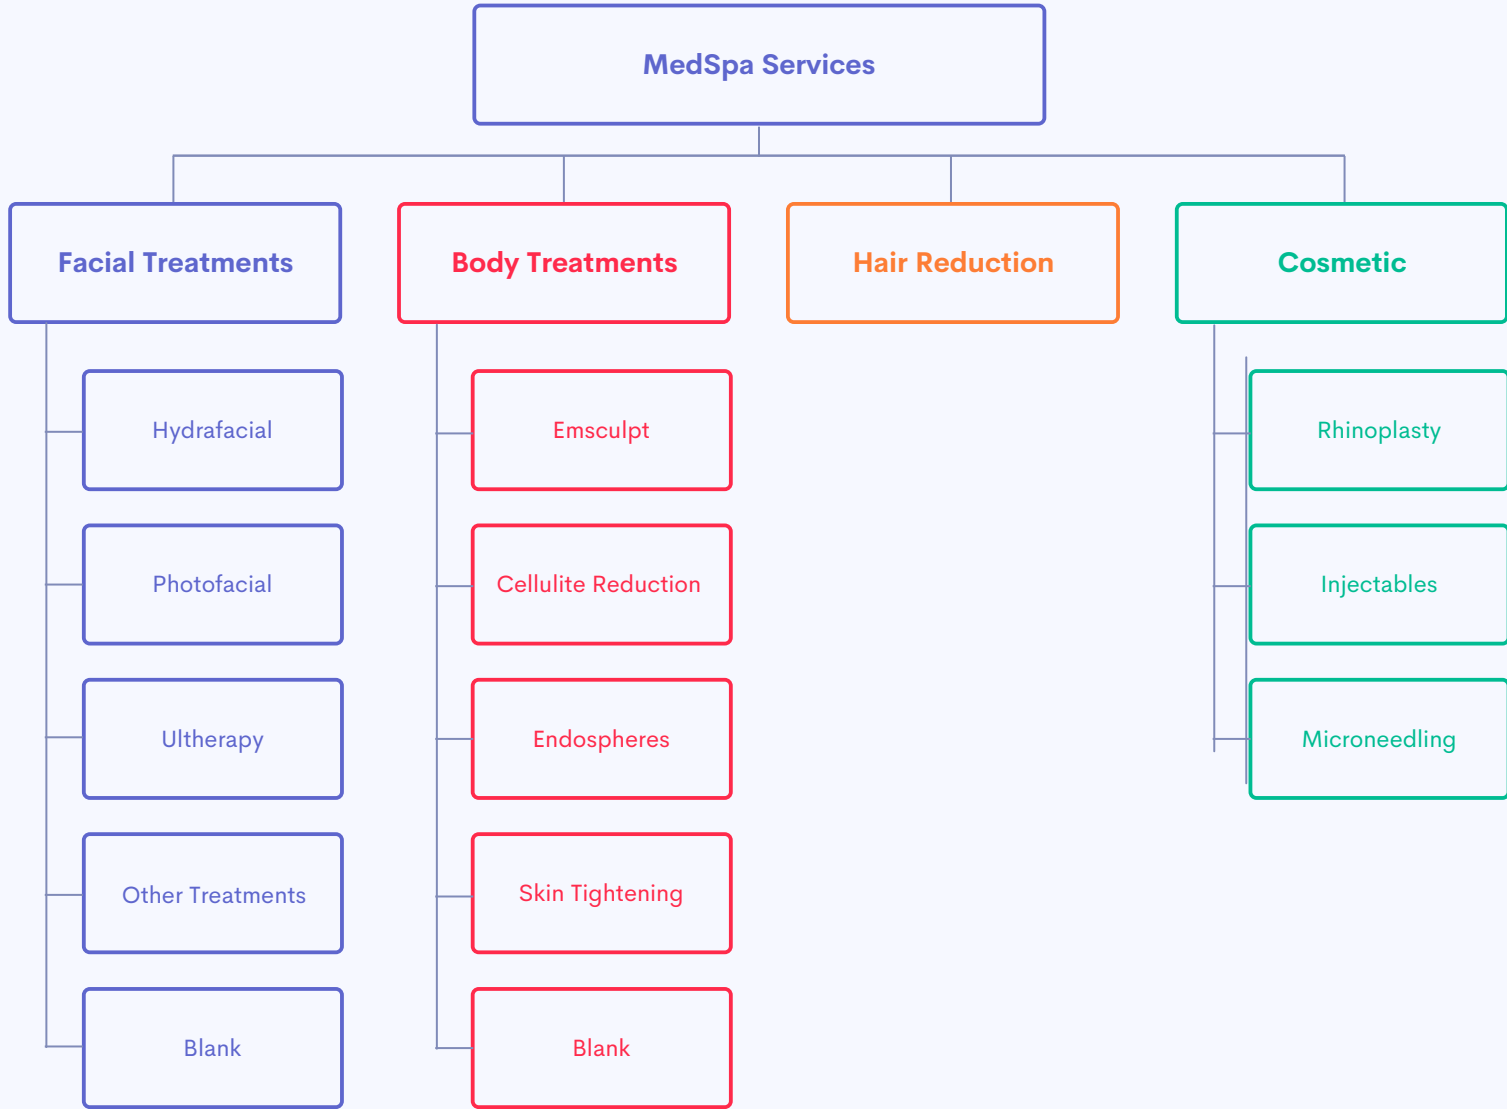 MedSpa Services
Facial Treatments
Body Treatments
Hair Reduction
Cosmetic
Hydrafacial
Photofacial
Ultherapy
Other Treatments
Blank
Emsculpt
Cellulite Reduction
Endospheres
Skin Tightening
Blank
Rhinoplasty
Injectables
Microneedling